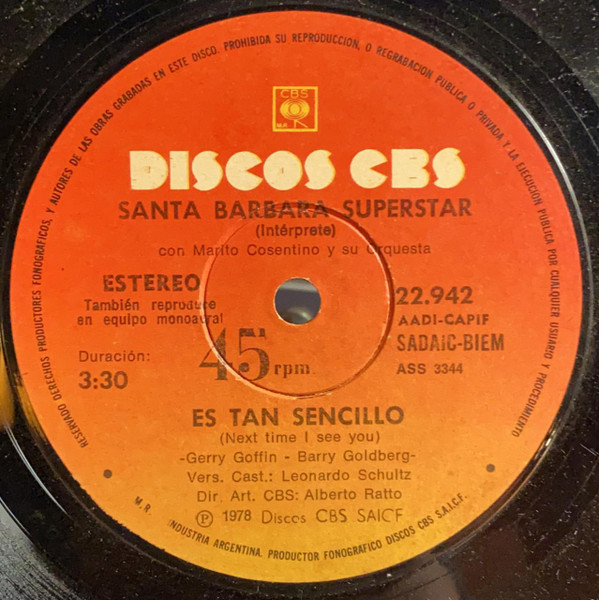 RESERVADO DERECHOS PRODUCTORES FONOGRAFICOS, Y AUTORES DE LAS OBRAS GRABADAS EN ESTE DISCO. PROHIBIDA SU REPRODUCCION, O REGRABACION PUBLICA O PRIVADA Y LA EJECUCION PUBLICA POR CUALQUIER USUARIO Y PROCEDIMIENTO
CBS
M.R.
DISCOS CBS
SANTA BARBARA SUPERSTAR
(Intérprete)
con Marito Cosentino y su Orquesta
ESTEREO
También reproduce
en equipo monoaural
Duración:
3:30
45 rpm
22.942
AADI-CAPIF
SADAIC-BIEM
ASS 3344
ES TAN SENCILLO
(Next time I see you)
-Gerry Goffin - Barry Goldberg-
Vers. Cast.: Leonardo Schultz
Dir. Art. CBS: Alberto Ratto
Ⓟ 1978 Discos CBS SAICF
M. R. INDUSTRIA ARGENTINA. PRODUCTOR FONOGRAFICO DISCOS CBS S.A.I.C.F.